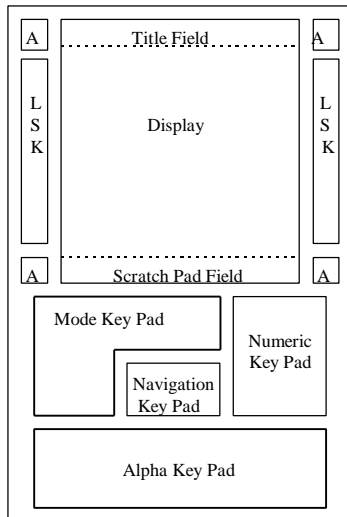 A
Title Field
A
L
S
K
Display
L
S
K
A
Scratch Pad Field
A
Mode Key Pad
Numeric
Key Pad
Navigation
Key Pad
Alpha Key Pad